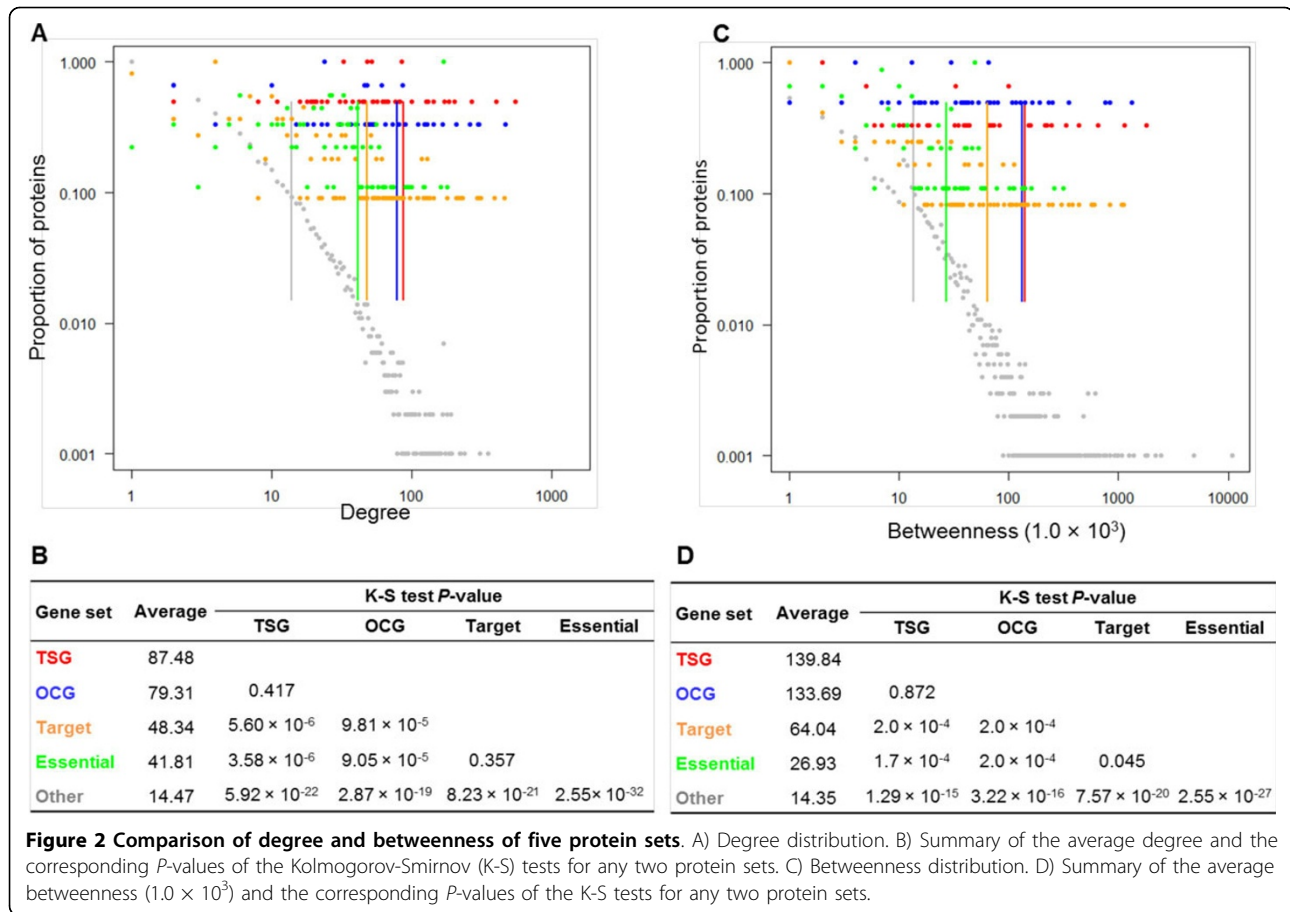 A
1.000
0.100
0.010
0.001
Proportion of proteins
1 10 100 1000
Degree
C
1.000
0.100
0.010
0.001
Proportion of proteins
1 10 100 1000 10000
Betweenness (1.0 × 10³)
B
Gene set Average K-S test P-value
TSG OCG Target Essential
TSG 87.48
OCG 79.31 0.417
Target 48.34 5.60 × 10⁻⁶ 9.81 × 10⁻⁵
Essential 41.81 3.58 × 10⁻⁶ 9.05 × 10⁻⁵ 0.357
Other 14.47 5.92 × 10⁻²² 2.87 × 10⁻¹⁹ 8.23 × 10⁻²¹ 2.55× 10⁻³²
D
Gene set Average K-S test P-value
TSG OCG Target Essential
TSG 139.84
OCG 133.69 0.872
Target 64.04 2.0 × 10⁻⁴ 2.0 × 10⁻⁴
Essential 26.93 1.7 × 10⁻⁴ 2.0 × 10⁻⁴ 0.045
Other 14.35 1.29 × 10⁻¹⁵ 3.22 × 10⁻¹⁶ 7.57 × 10⁻²⁰ 2.55 × 10⁻²⁷
Figure 2 Comparison of degree and betweenness of five protein sets. A) Degree distribution. B) Summary of the average degree and the
corresponding P-values of the Kolmogorov-Smirnov (K-S) tests for any two protein sets. C) Betweenness distribution. D) Summary of the average
betweenness (1.0 × 10³) and the corresponding P-values of the K-S tests for any two protein sets.